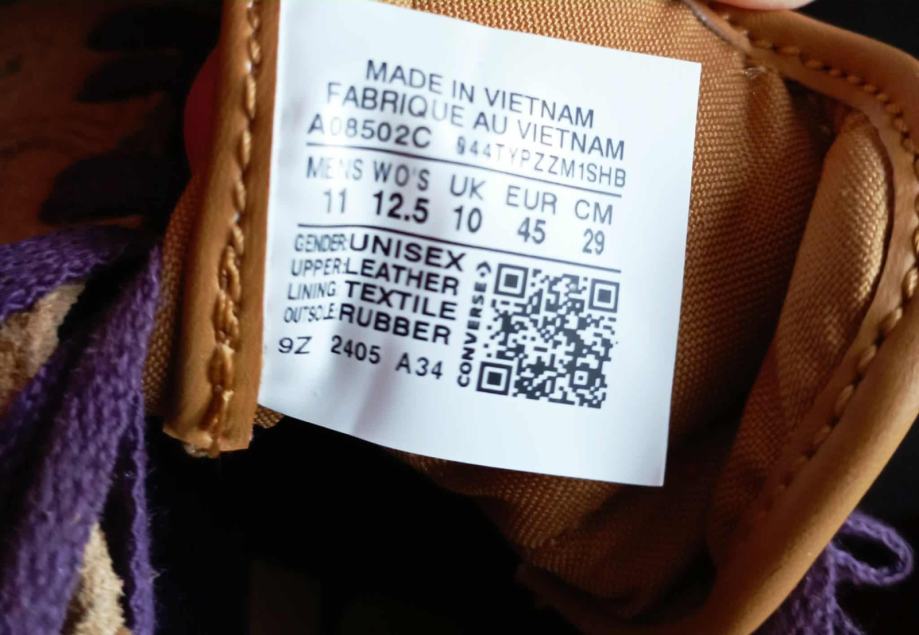 MADE IN VIETNAM
FABRIQUE AU VIETNAM
A08502C 044TYPZZM1SHB
MENS WO'S UK EUR CM
11 12.5 10 45 29
GENDER:UNISEX
UPPER:LEATHER
LINING:TEXTILE
OUTSOLE:RUBBER
9Z 2405 A34
CONVERSE